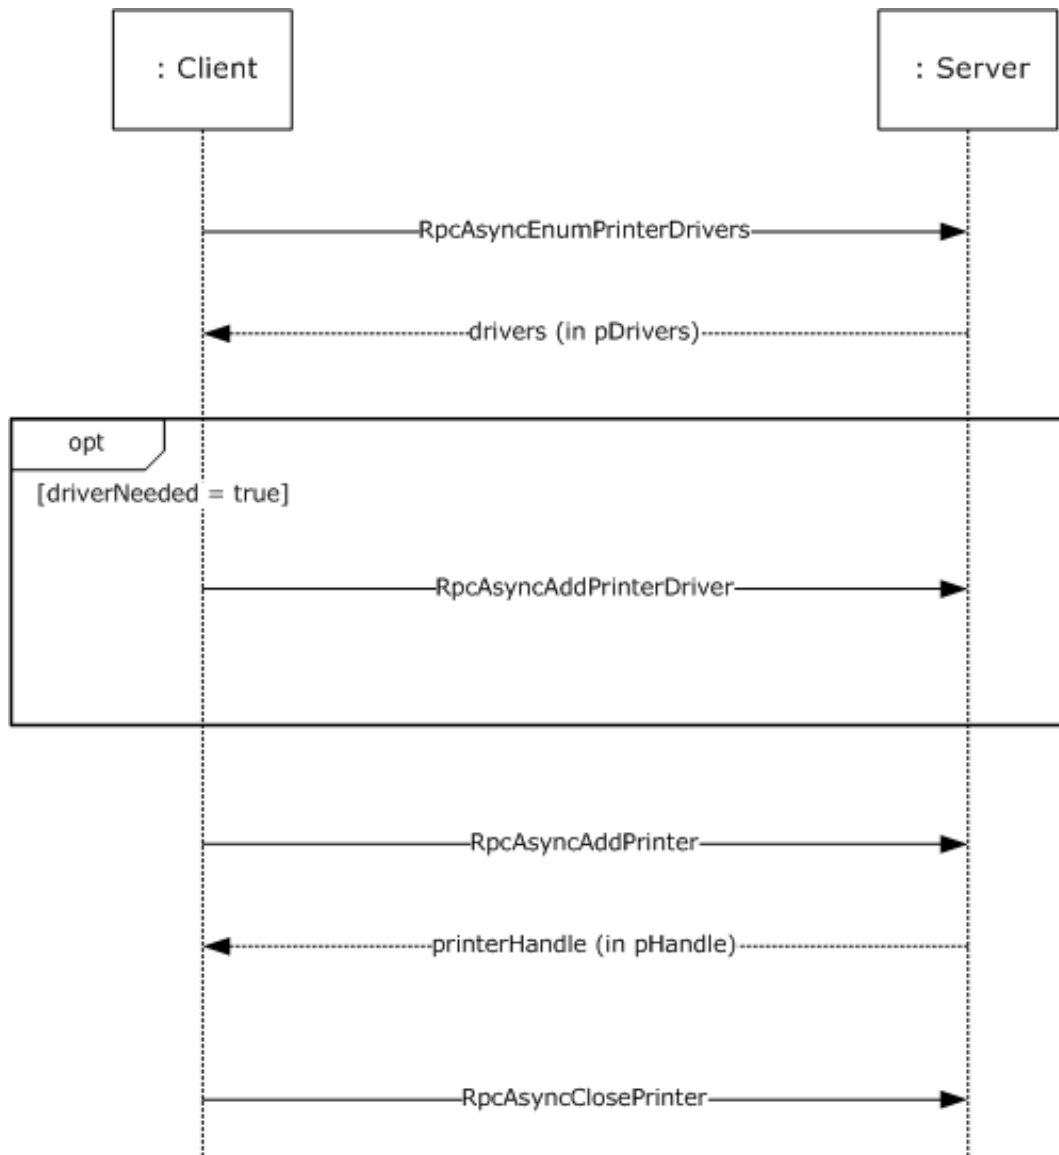 : Client
: Server
RpcAsyncEnumPrinterDrivers
drivers (in pDrivers)
opt
[driverNeeded = true]
RpcAsyncAddPrinterDriver
RpcAsyncAddPrinter
printerHandle (in pHandle)
RpcAsyncClosePrinter